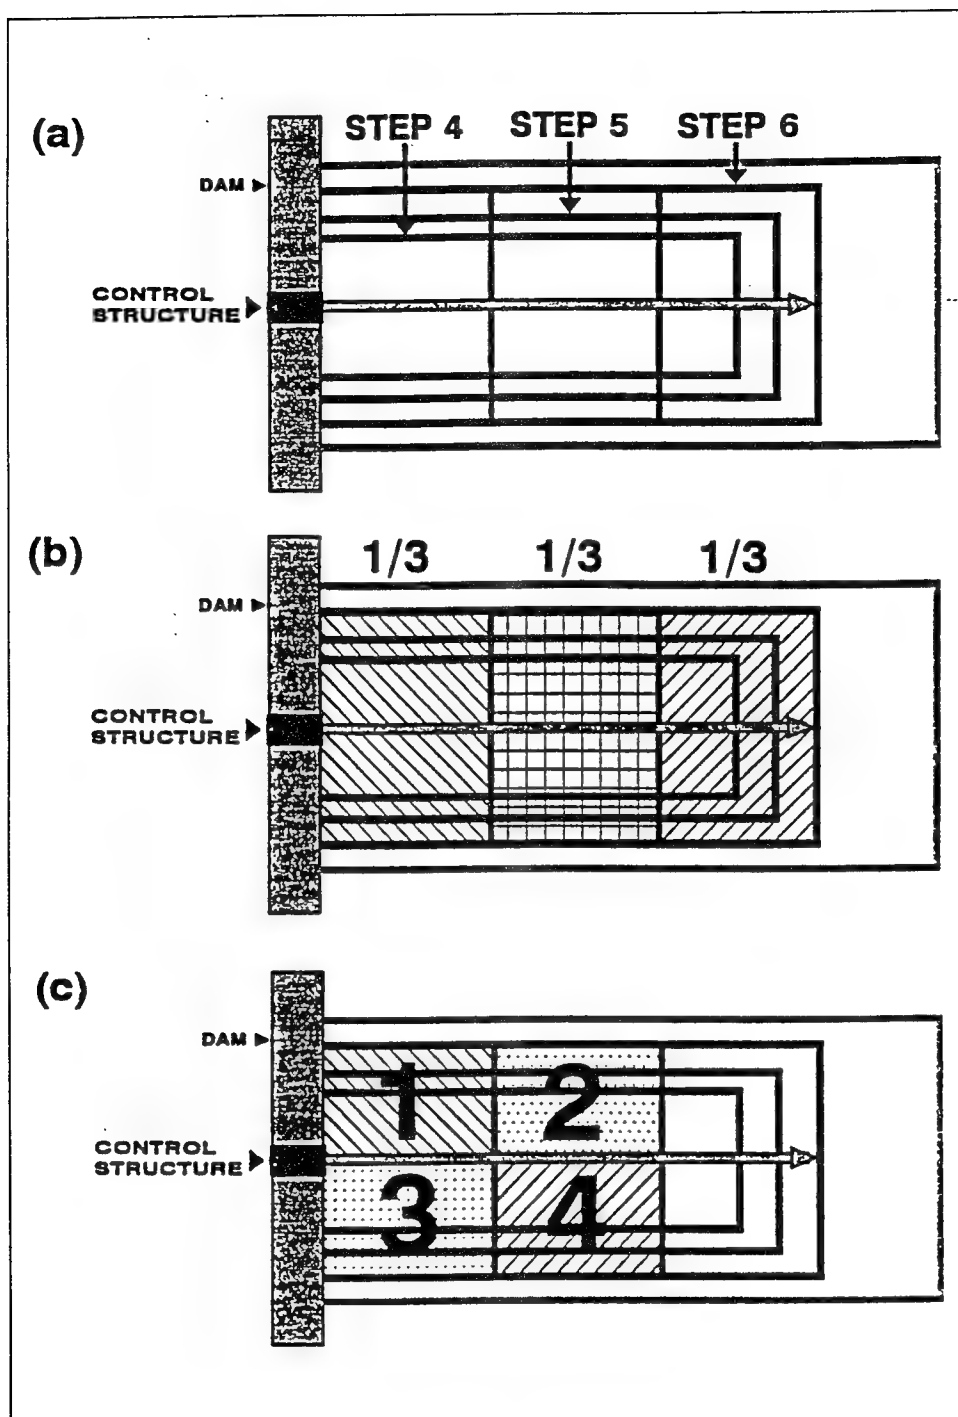 (a)
STEP 4 STEP 5 STEP 6
DAM
CONTROL
STRUCTURE
(b)
1/3 1/3 1/3
DAM
CONTROL
STRUCTURE
(c)
DAM
1 2
CONTROL
STRUCTURE
3 4